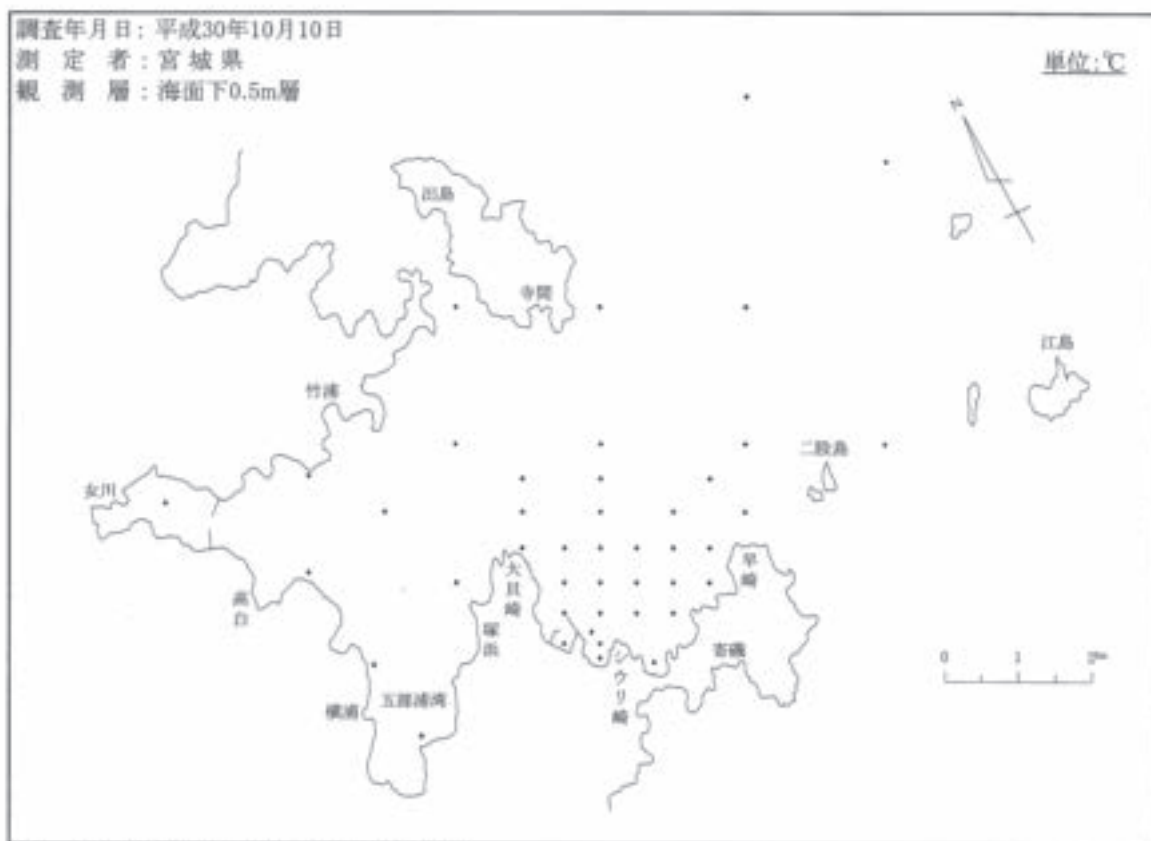 調査年月日：平成30年10月10日
測定者：宮城県
観測層：海面下0.5m層
単位：℃
N
出島
寺間
江島
竹浦
二股島
女川
高白
大貝崎
早崎
塚浜
寄磯
シウリ崎
五部浦湾
横浦
0 1 2km